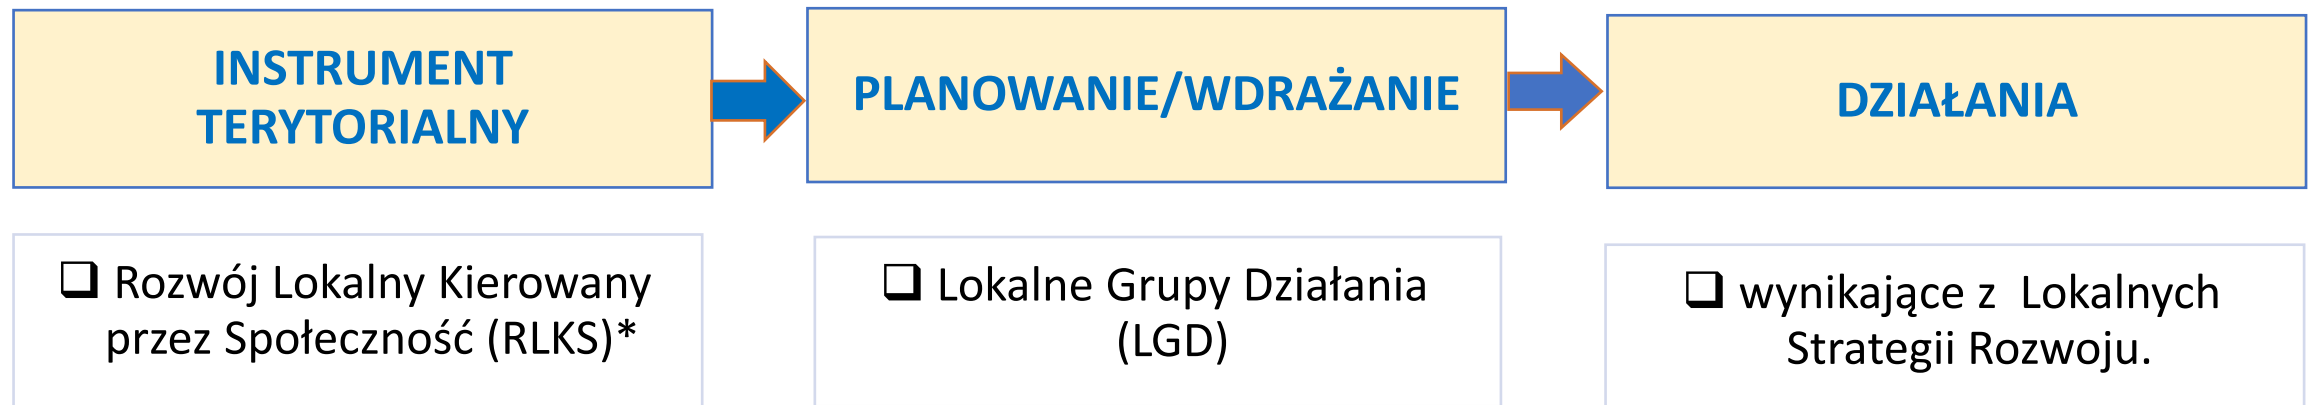 INSTRUMENT
TERYTORIALNY
PLANOWANIE/WDRAŻANIE
DZIAŁANIA
❑ Rozwój Lokalny Kierowany
przez Społeczność (RLKS)*
❑ Lokalne Grupy Działania
(LGD)
❑ wynikające z Lokalnych
Strategii Rozwoju.